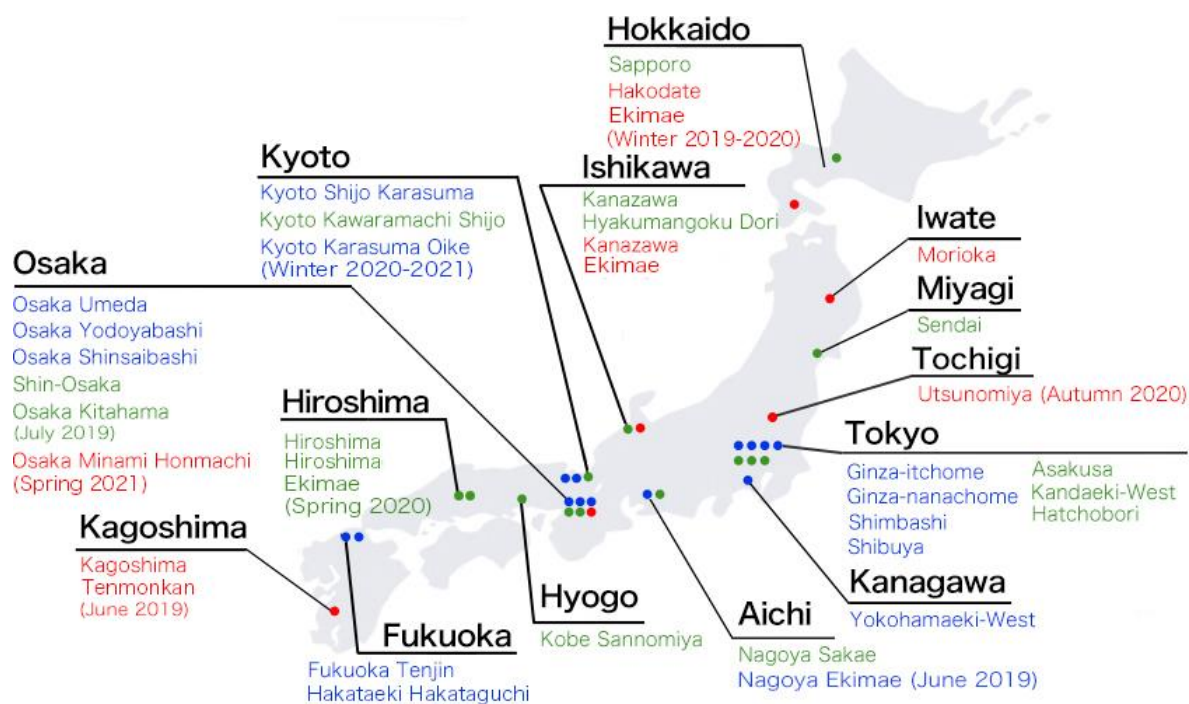 Hokkaido
Sapporo
Hakodate
Ekimae
(Winter 2019-2020)
Kyoto
Kyoto Shijo Karasuma
Kyoto Kawaramachi Shijo
Kyoto Karasuma Oike
(Winter 2020-2021)
Ishikawa
Kanazawa
Hyakumangoku Dori
Kanazawa
Ekimae
Iwate
Morioka
Miyagi
Sendai
Tochigi
Utsunomiya (Autumn 2020)
Osaka
Osaka Umeda
Osaka Yodoyabashi
Osaka Shinsaibashi
Shin-Osaka
Osaka Kitahama
(July 2019)
Osaka Minami Honmachi
(Spring 2021)
Hiroshima
Hiroshima
Hiroshima
Ekimae
(Spring 2020)
Tokyo
Ginza-itchome
Ginza-nanachome
Shimbashi
Shibuya
Asakusa
Kandaeki-West
Hatchobori
Kagoshima
Kagoshima
Tenmonkan
(June 2019)
Fukuoka
Fukuoka Tenjin
Hakataeki Hakataguchi
Hyogo
Kobe Sannomiya
Aichi
Nagoya Sakae
Nagoya Ekimae (June 2019)
Kanagawa
Yokohamaeki-West